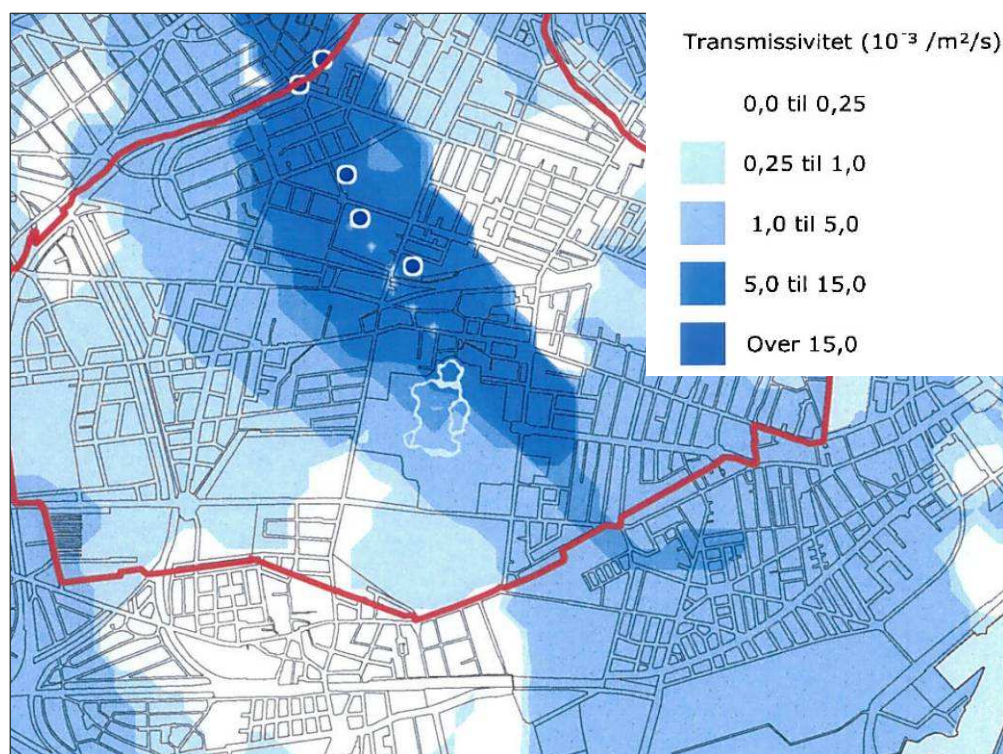 Transmissivitet (10⁻³ /m²/s)
0,0 til 0,25
0,25 til 1,0
1,0 til 5,0
5,0 til 15,0
Over 15,0